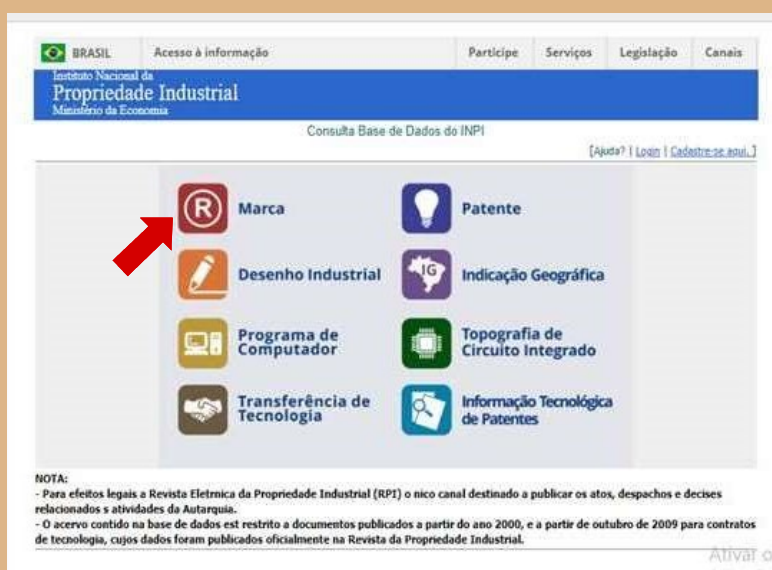 BRASIL Acesso à informação Participe Serviços Legislação Canais
Instituto Nacional da
Propriedade Industrial
Ministério da Economia
Consulta Base de Dados do INPI
[Ajuda? | Login | Cadastre-se aqui. ]
Marca
Patente
Desenho Industrial
IG
Indicação Geográfica
Programa de
Computador
Topografia de
Circuito Integrado
Transferência de
Tecnologia
Informação Tecnológica
de Patentes
NOTA:
- Para efeitos legais a Revista Eletrnica da Propriedade Industrial (RPI) o nico canal destinado a publicar os atos, despachos e decises
relacionados s atividades da Autarquia.
- O acervo contido na base de dados est restrito a documentos publicados a partir do ano 2000, e a partir de outubro de 2009 para contratos
de tecnologia, cujos dados foram publicados oficialmente na Revista da Propriedade Industrial.
Ativar o